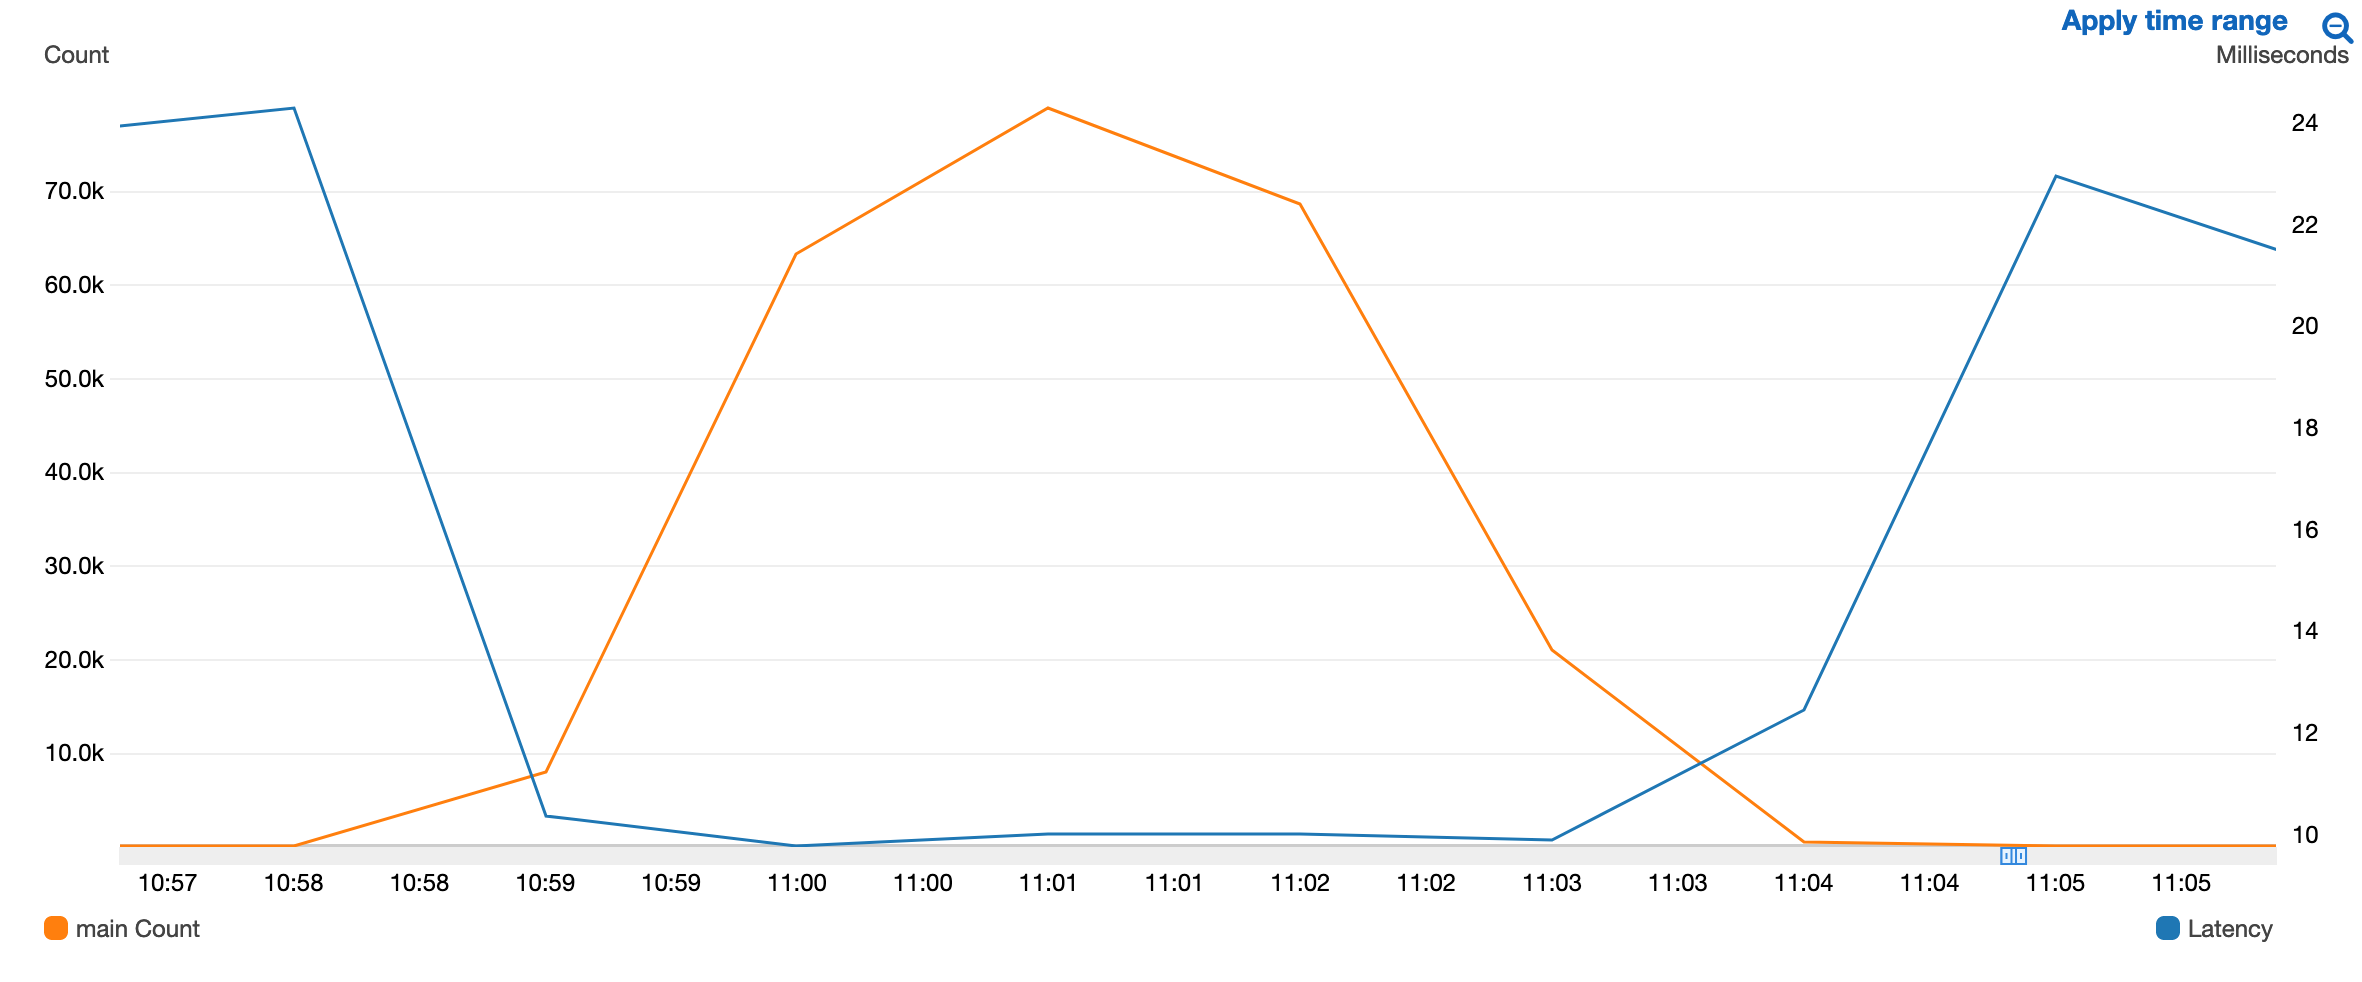 Apply time range
Count Milliseconds
24
70.0k
22
60.0k
20
50.0k
18
40.0k
16
30.0k
14
20.0k
12
10.0k
10
10:57 10:58 10:58 10:59 10:59 11:00 11:00 11:01 11:01 11:02 11:02 11:03 11:03 11:04 11:04 11:05 11:05
main Count Latency